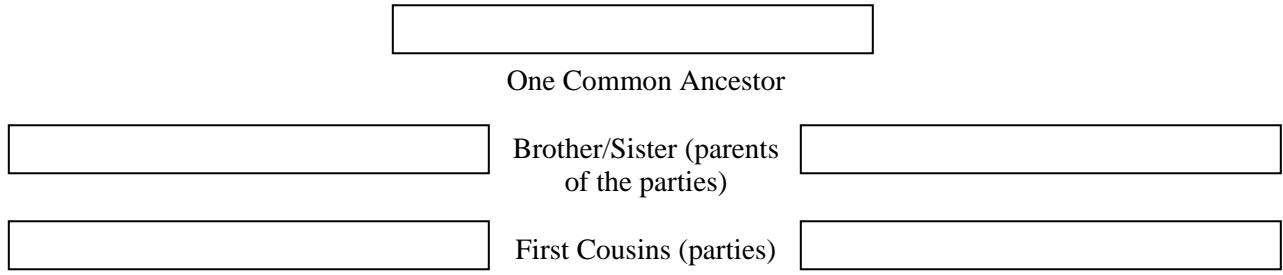 One Common Ancestor
Brother/Sister (parents
of the parties)
First Cousins (parties)